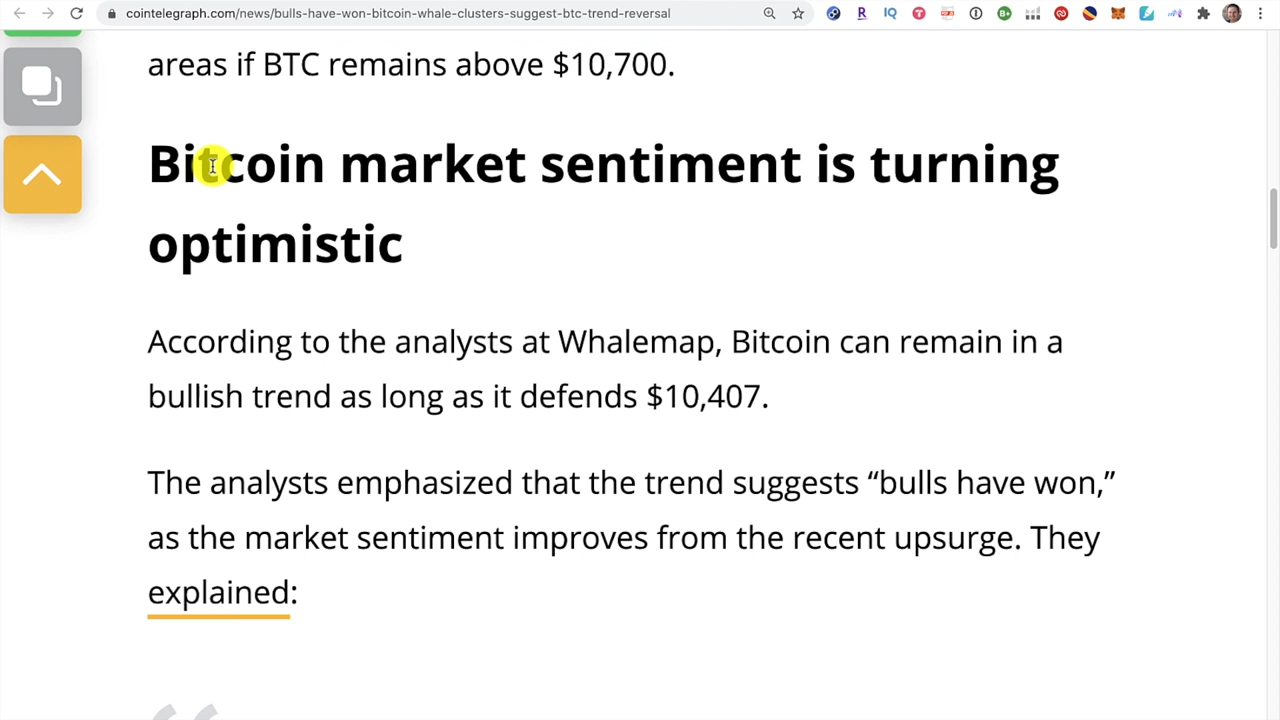 cointelegraph.com/news/bulls-have-won-bitcoin-whale-clusters-suggest-btc-trend-reversal
areas if BTC remains above $10,700.
Bitcoin market sentiment is turning
optimistic
According to the analysts at Whalemap, Bitcoin can remain in a
bullish trend as long as it defends $10,407.
The analysts emphasized that the trend suggests “bulls have won,”
as the market sentiment improves from the recent upsurge. They
explained:
“